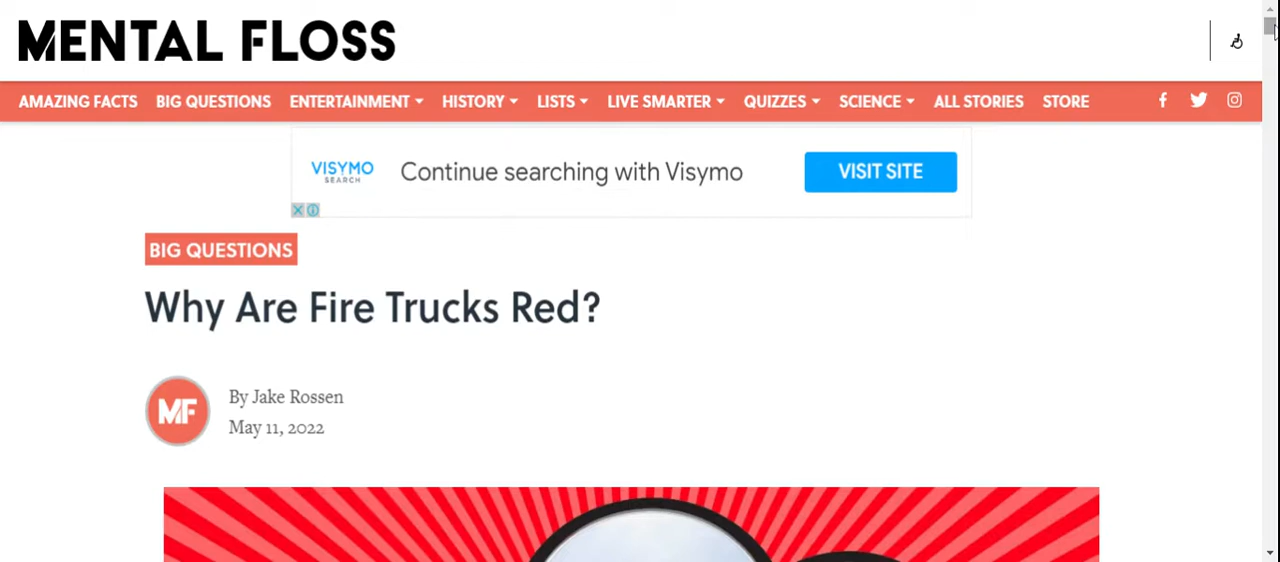 MENTAL FLOSS
AMAZING FACTS BIG QUESTIONS ENTERTAINMENT HISTORY LISTS LIVE SMARTER QUIZZES SCIENCE ALL STORIES STORE
VISYMO
SEARCH
Continue searching with Visymo
VISIT SITE
BIG QUESTIONS
Why Are Fire Trucks Red?
MF
By Jake Rossen
May 11, 2022